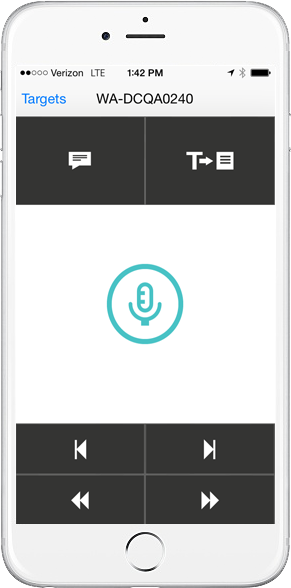 Verizon LTE 1:42 PM
Targets WA-DCQA0240
T